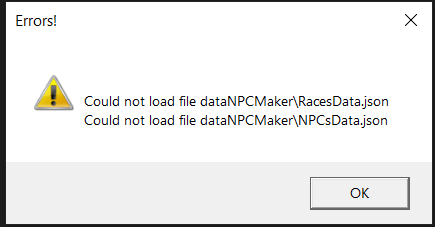 Errors!
Could not load file dataNPCMaker\RacesData.json
Could not load file dataNPCMaker\NPCsData.json
OK